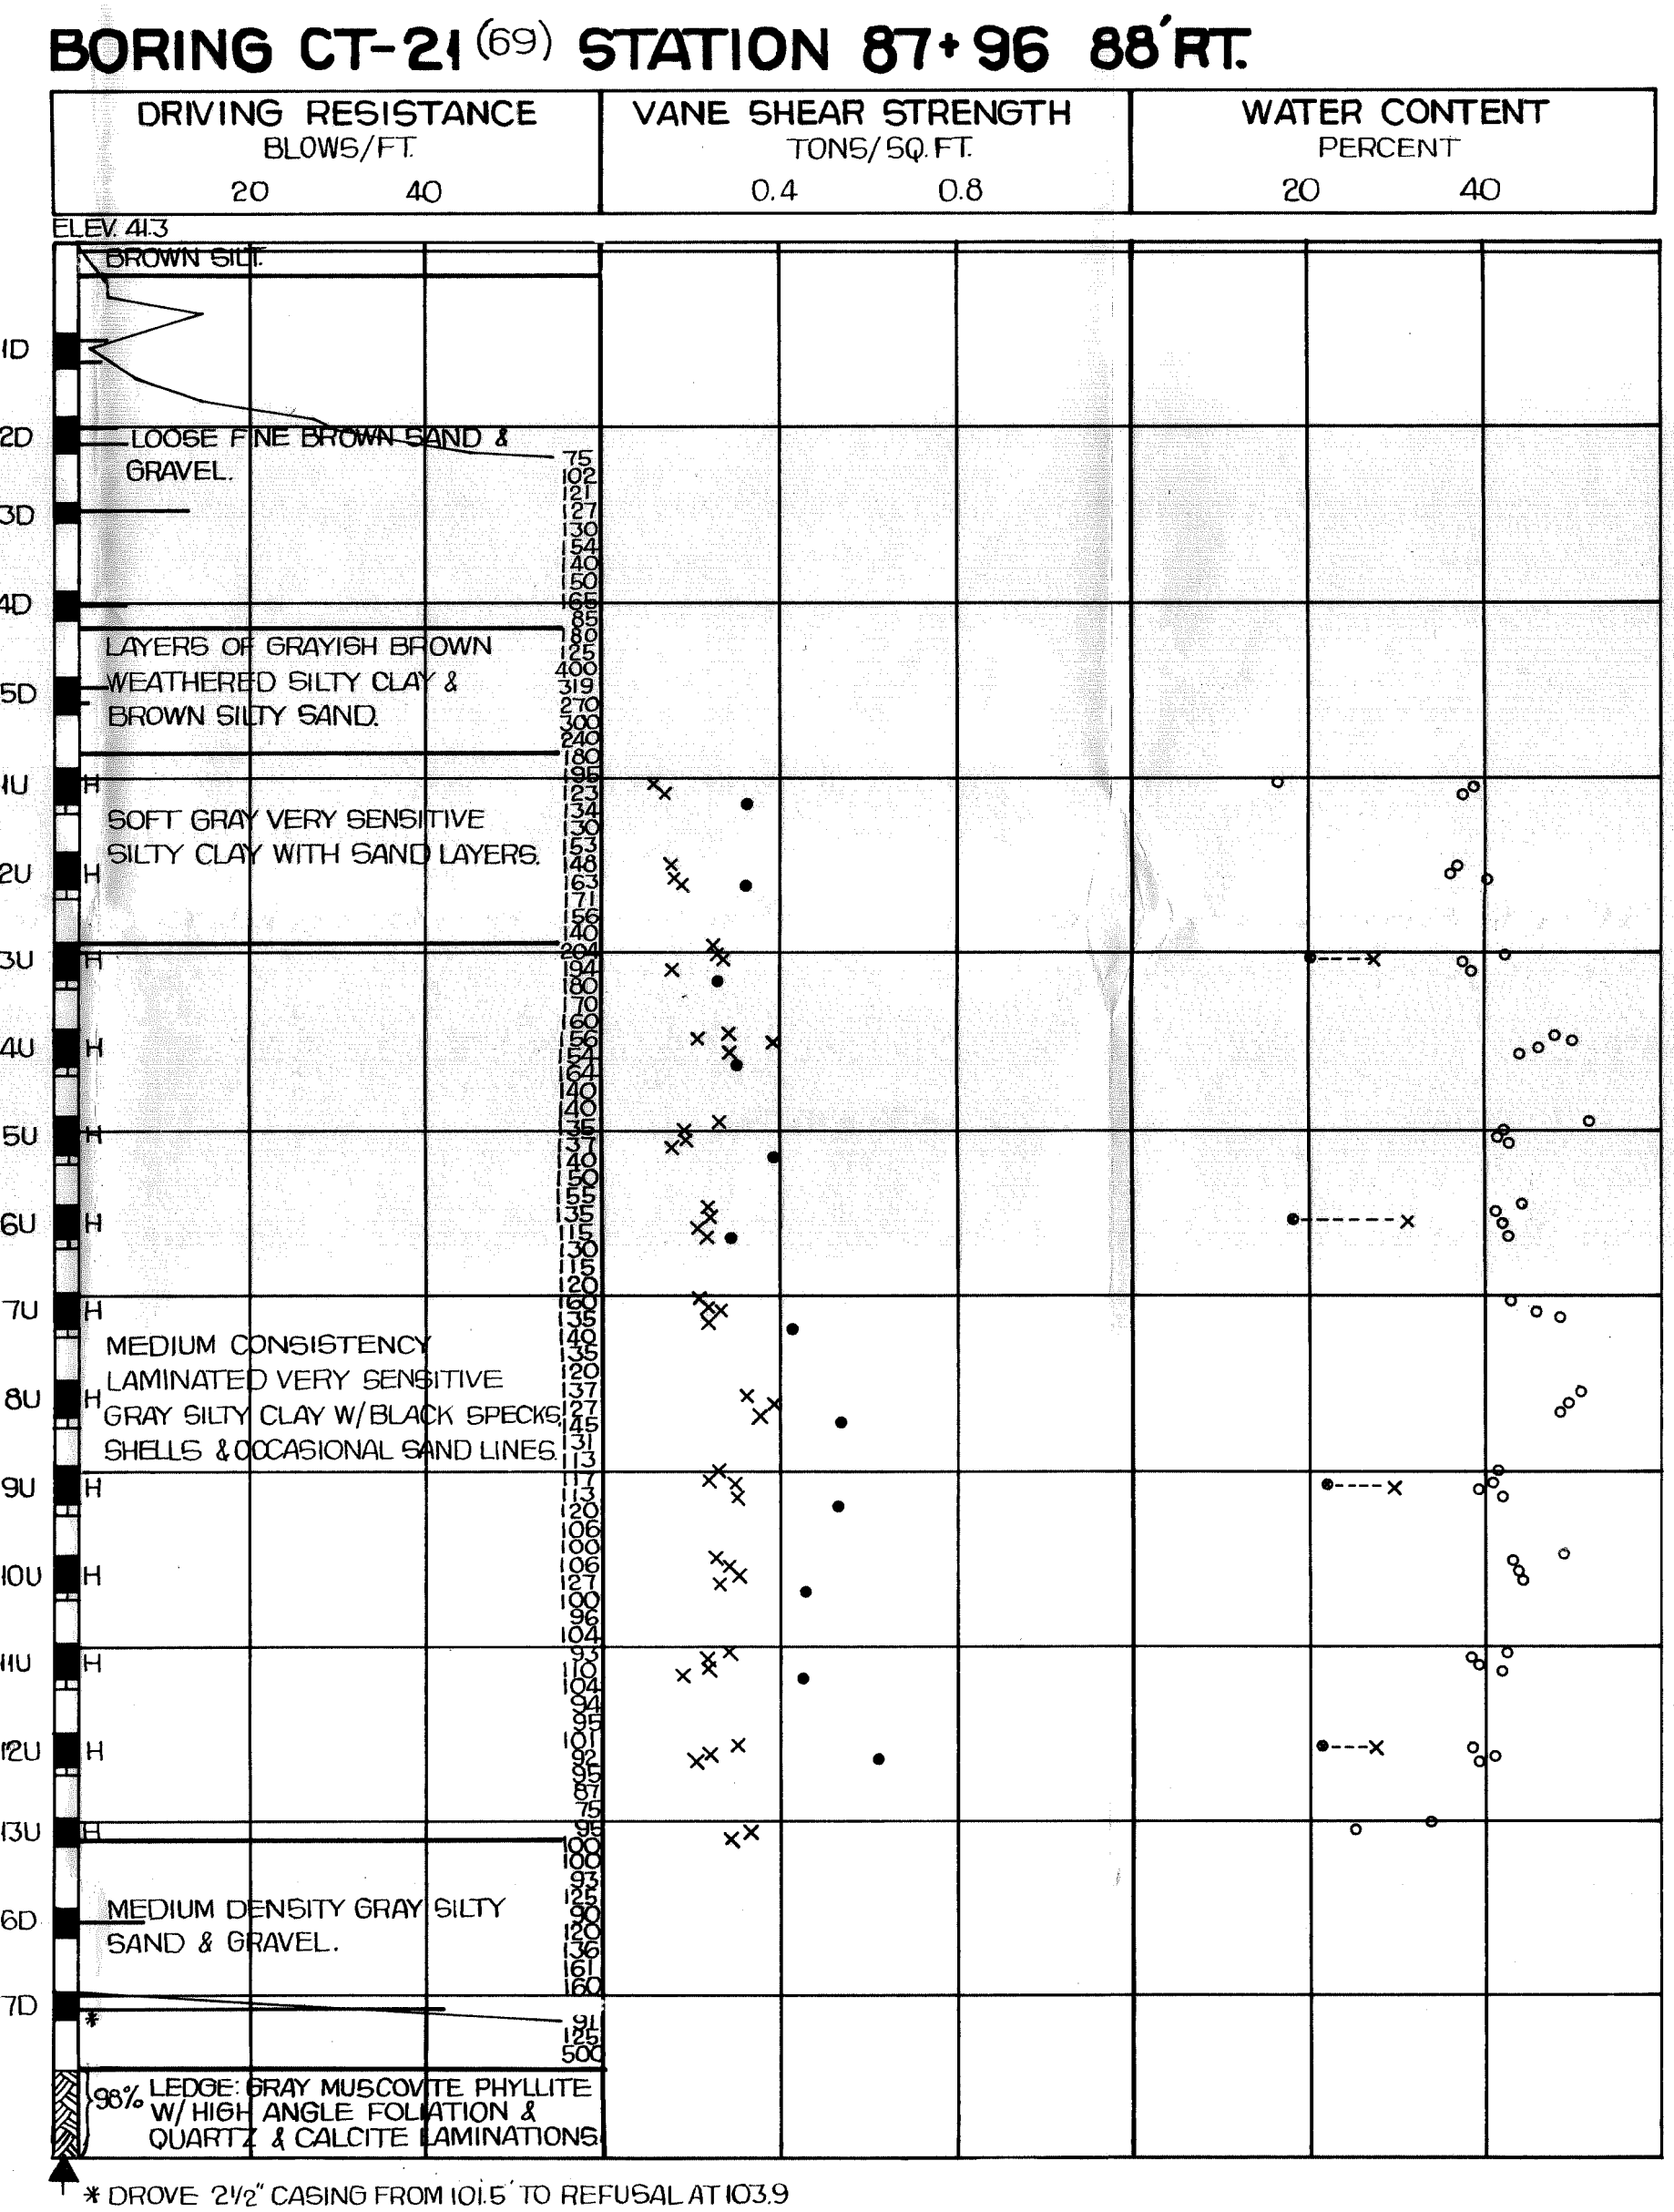 BORING CT-21 (69) STATION 87+96 88' RT.
DRIVING RESISTANCE
BLOWS/FT.
20 40
VANE SHEAR STRENGTH
TONS/SQ. FT.
0.4 0.8
WATER CONTENT
PERCENT
20 40
ELEV. 41.3
BROWN SILT.
1D
2D
LOOSE FINE BROWN SAND &
GRAVEL.
75
102
121
3D
127
130
154
140
150
4D
165
85
180
LAYERS OF GRAYISH BROWN
125
400
WEATHERED SILTY CLAY &
5D
319
270
BROWN SILTY SAND.
300
240
180
195
1U H
123
134
SOFT GRAY VERY SENSITIVE
130
153
SILTY CLAY WITH SAND LAYERS.
148
2U H
163
171
156
140
204
3U H
194
180
170
160
156
4U H
154
164
140
140
135
5U H
137
140
150
155
135
6U H
115
130
115
120
160
7U H
135
140
MEDIUM CONSISTENCY
135
120
LAMINATED VERY SENSITIVE
137
8U H
127
GRAY SILTY CLAY W/BLACK SPECKS,
145
131
SHELLS & OCCASIONAL SAND LINES.
113
117
9U H
113
120
106
100
106
10U H
127
100
96
104
93
11U H
110
104
94
95
101
12U H
92
95
87
75
95
13U H
100
100
93
125
MEDIUM DENSITY GRAY SILTY
90
6D
120
SAND & GRAVEL.
136
161
160
7D
*
91
125
500
98%
LEDGE: GRAY MUSCOVITE PHYLLITE
W/ HIGH ANGLE FOLIATION &
QUARTZ & CALCITE LAMINATIONS
* DROVE 2½" CASING FROM 101.5' TO REFUSAL AT 103.9